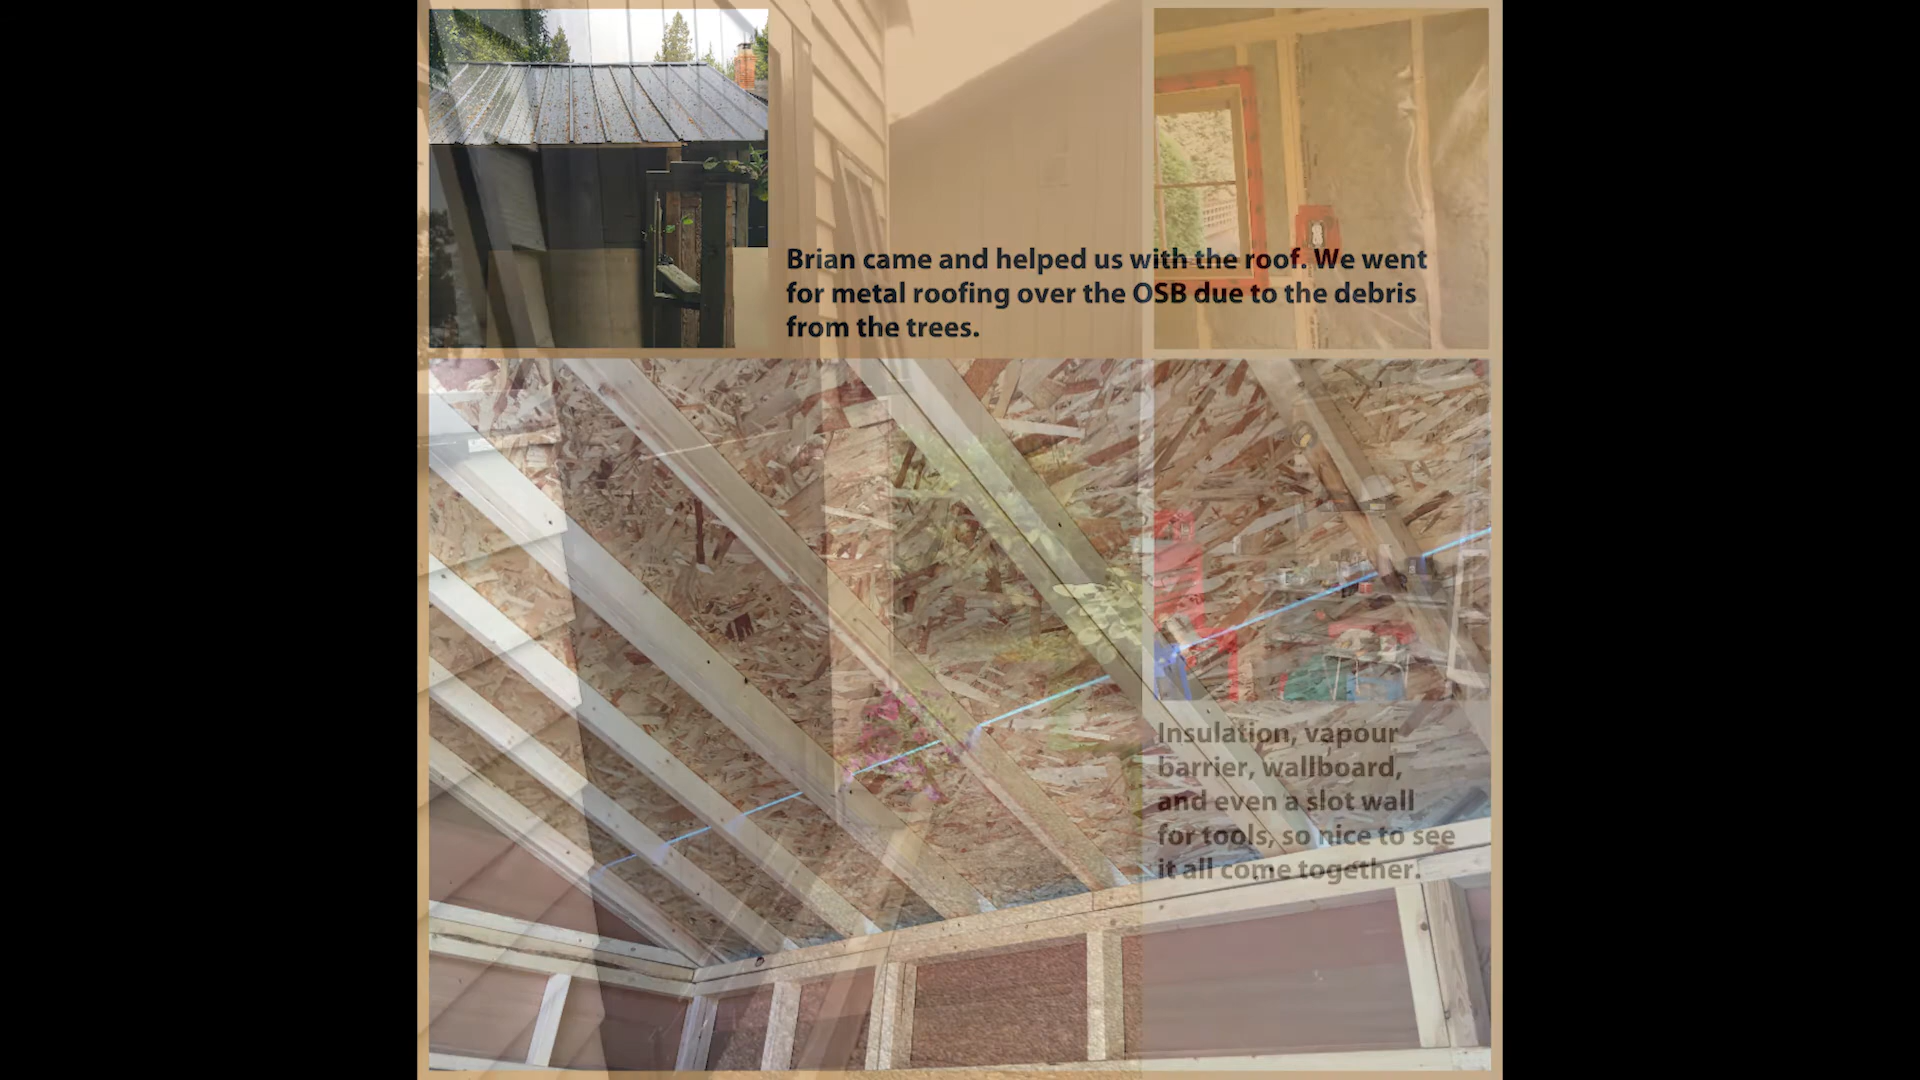 Brian came and helped us with the roof. We went
for metal roofing over the OSB due to the debris
from the trees.
Insulation, vapour
barrier, wallboard,
and even a slot wall
for tools, so nice to see
it all come together.